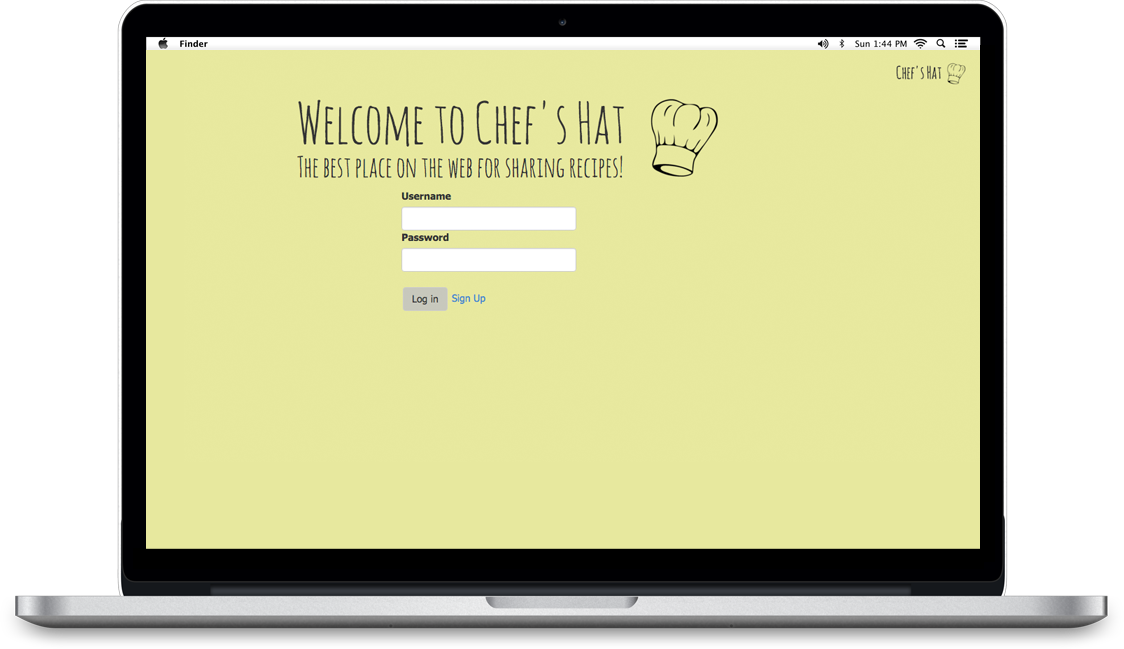 Finder
Sun 1:44 PM
Chef's Hat
Welcome to Chef's Hat
The best place on the web for sharing recipes!
Username
Password
Log in Sign Up